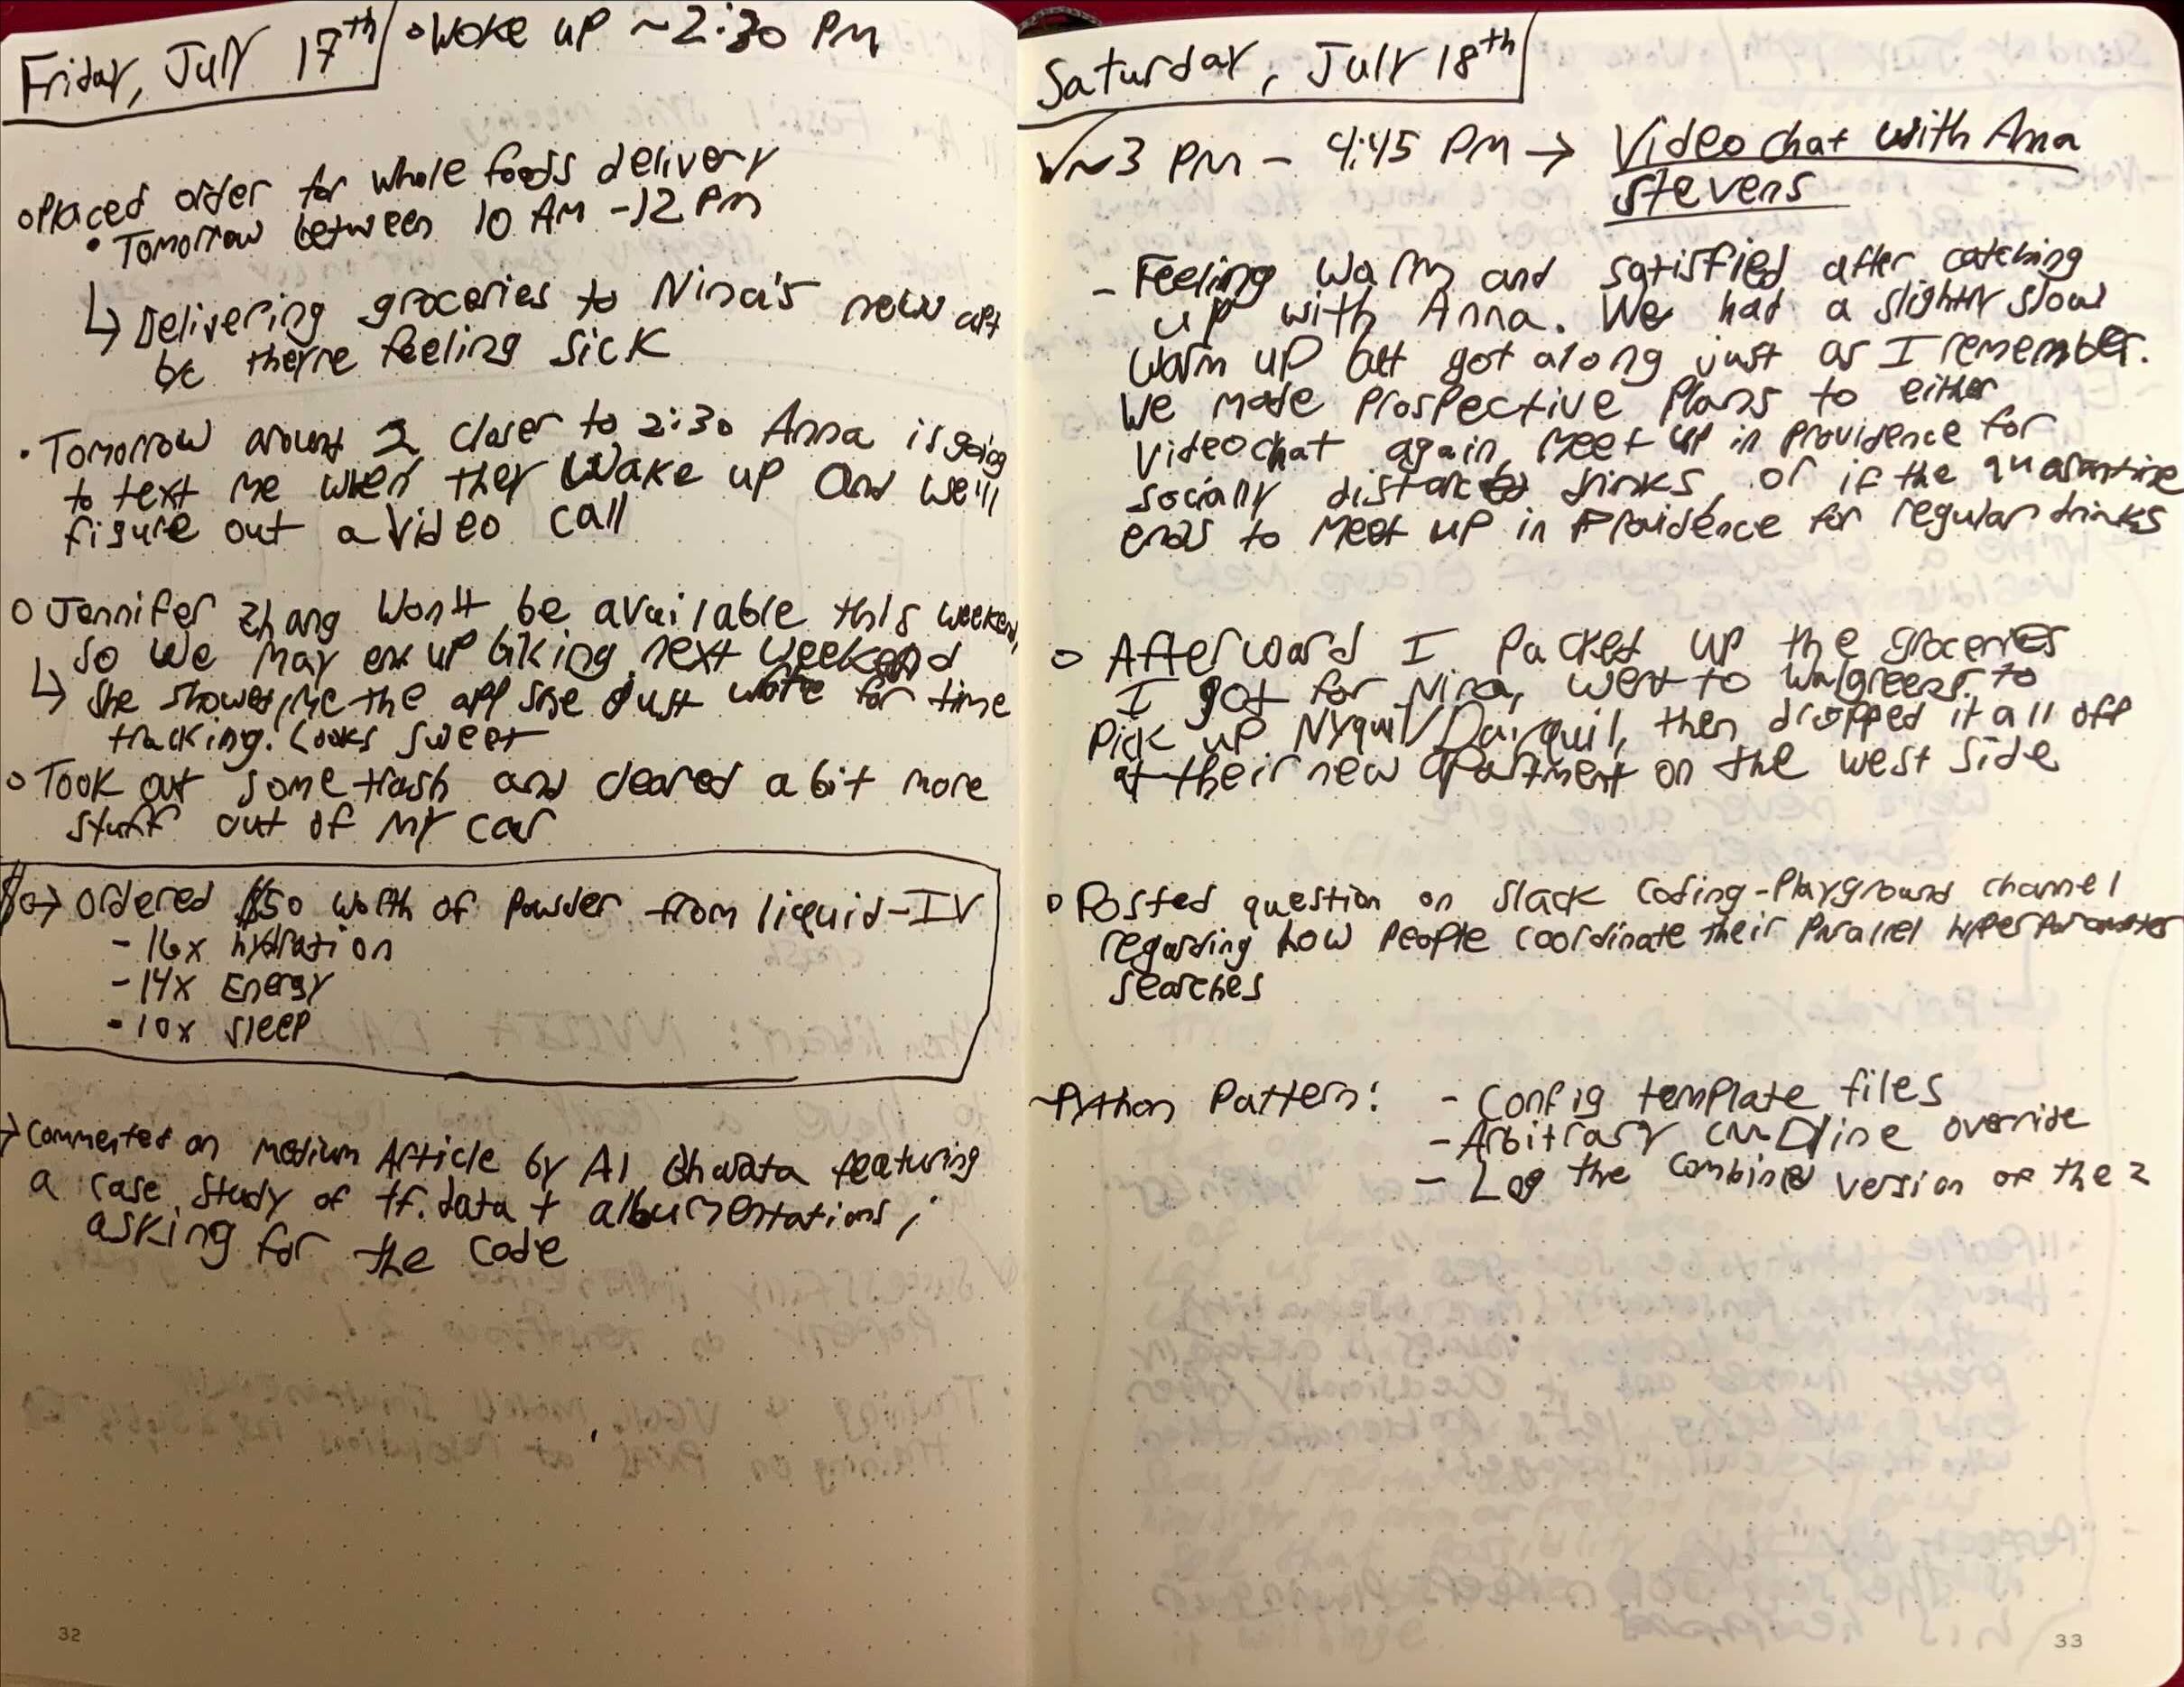 Friday, July 17th
o Woke up ~2:30 PM
o Placed order for whole foods delivery
• Tomorrow between 10 AM - 12 PM
↳ Delivering groceries to Nina's new apt
bc they're feeling sick
• Tomorrow around 2, closer to 2:30 Anna is going
to text me when they wake up and we'll
figure out a video call
o Jennifer Zhang won't be available this weekend,
so we may end up biking next weekend
↳ She showed me the app she just wrote for time
tracking. Looks sweet
o Took out some trash and cleared a bit more
stuff out of my car
$ o→ Ordered $50 worth of powder from liquid-IV
- 16x hydration
- 14x Energy
- 10x sleep
→ Commented on Medium Article by Al Ghadata featuring
a case study of tf.data + albumentations,
asking for the code
32
Saturday, July 18th
✓~3 PM - 4:45 PM → Video chat with Anna
Stevens
- Feeling warm and satisfied after catching
up with Anna. We had a slightly slow
warm up but got along just as I remember.
We made prospective plans to either
videochat again, meet up in providence for
socially distanced drinks, or if the quarantine
ends to meet up in Providence for regular drinks
o Afterward I packed up the groceries
I got for Nina, went to Walgreens to
pick up Nyquil/Dayquil, then dropped it all off
at their new apartment on the west side
o Posted question on Slack coding-playground channel
regarding how people coordinate their parallel hyperparameter
searches
-Python Pattern: - Config template files
- Arbitrary cmdline override
- Log the combined version of the 2
33